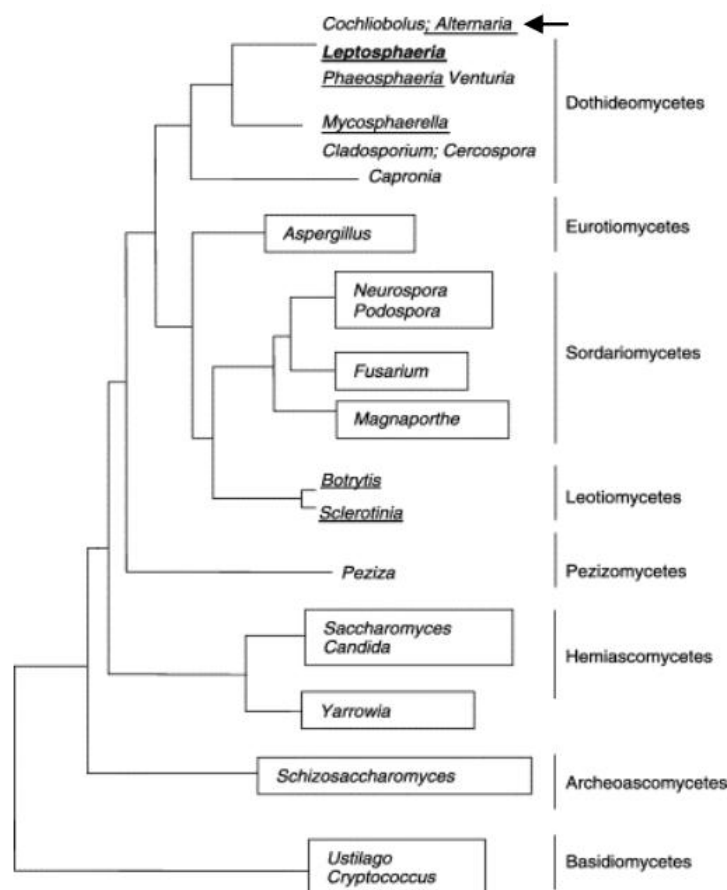 Cochliobolus; Alternaria
Leptosphaeria
Phaeosphaeria Venturia
Dothideomycetes
Mycosphaerella
Cladosporium; Cercospora
Capronia
Aspergillus
Eurotiomycetes
Neurospora
Podospora
Sordariomycetes
Fusarium
Magnaporthe
Botrytis
Leotiomycetes
Sclerotinia
Peziza
Pezizomycetes
Saccharomyces
Candida
Hemiascomycetes
Yarrowia
Schizosaccharomyces
Archeoascomycetes
Ustilago
Cryptococcus
Basidiomycetes